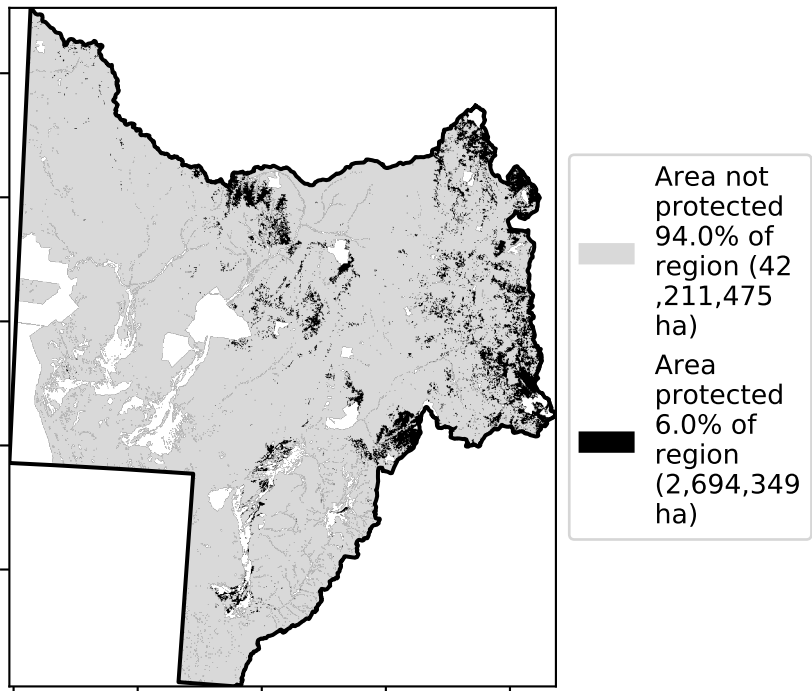 Area not
protected
94.0% of
region (42
,211,475
ha)
Area
protected
6.0% of
region
(2,694,349
ha)